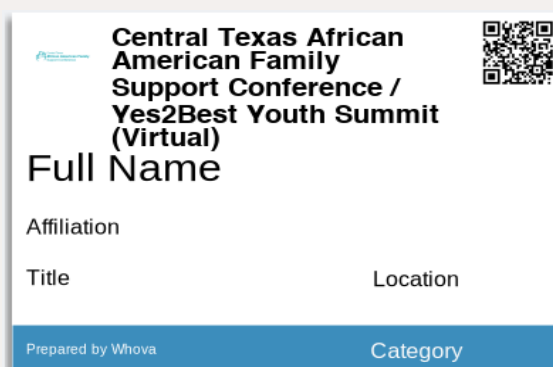 Central Texas African
American Family
Support Conference /
Yes2Best Youth Summit
(Virtual)
Full Name
Affiliation
Title
Location
Prepared by Whova
Category